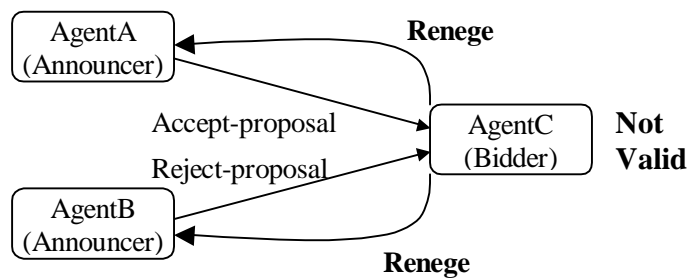 AgentA
(Announcer)
Renege
Accept-proposal
Reject-proposal
AgentC
(Bidder)
Not
Valid
AgentB
(Announcer)
Renege